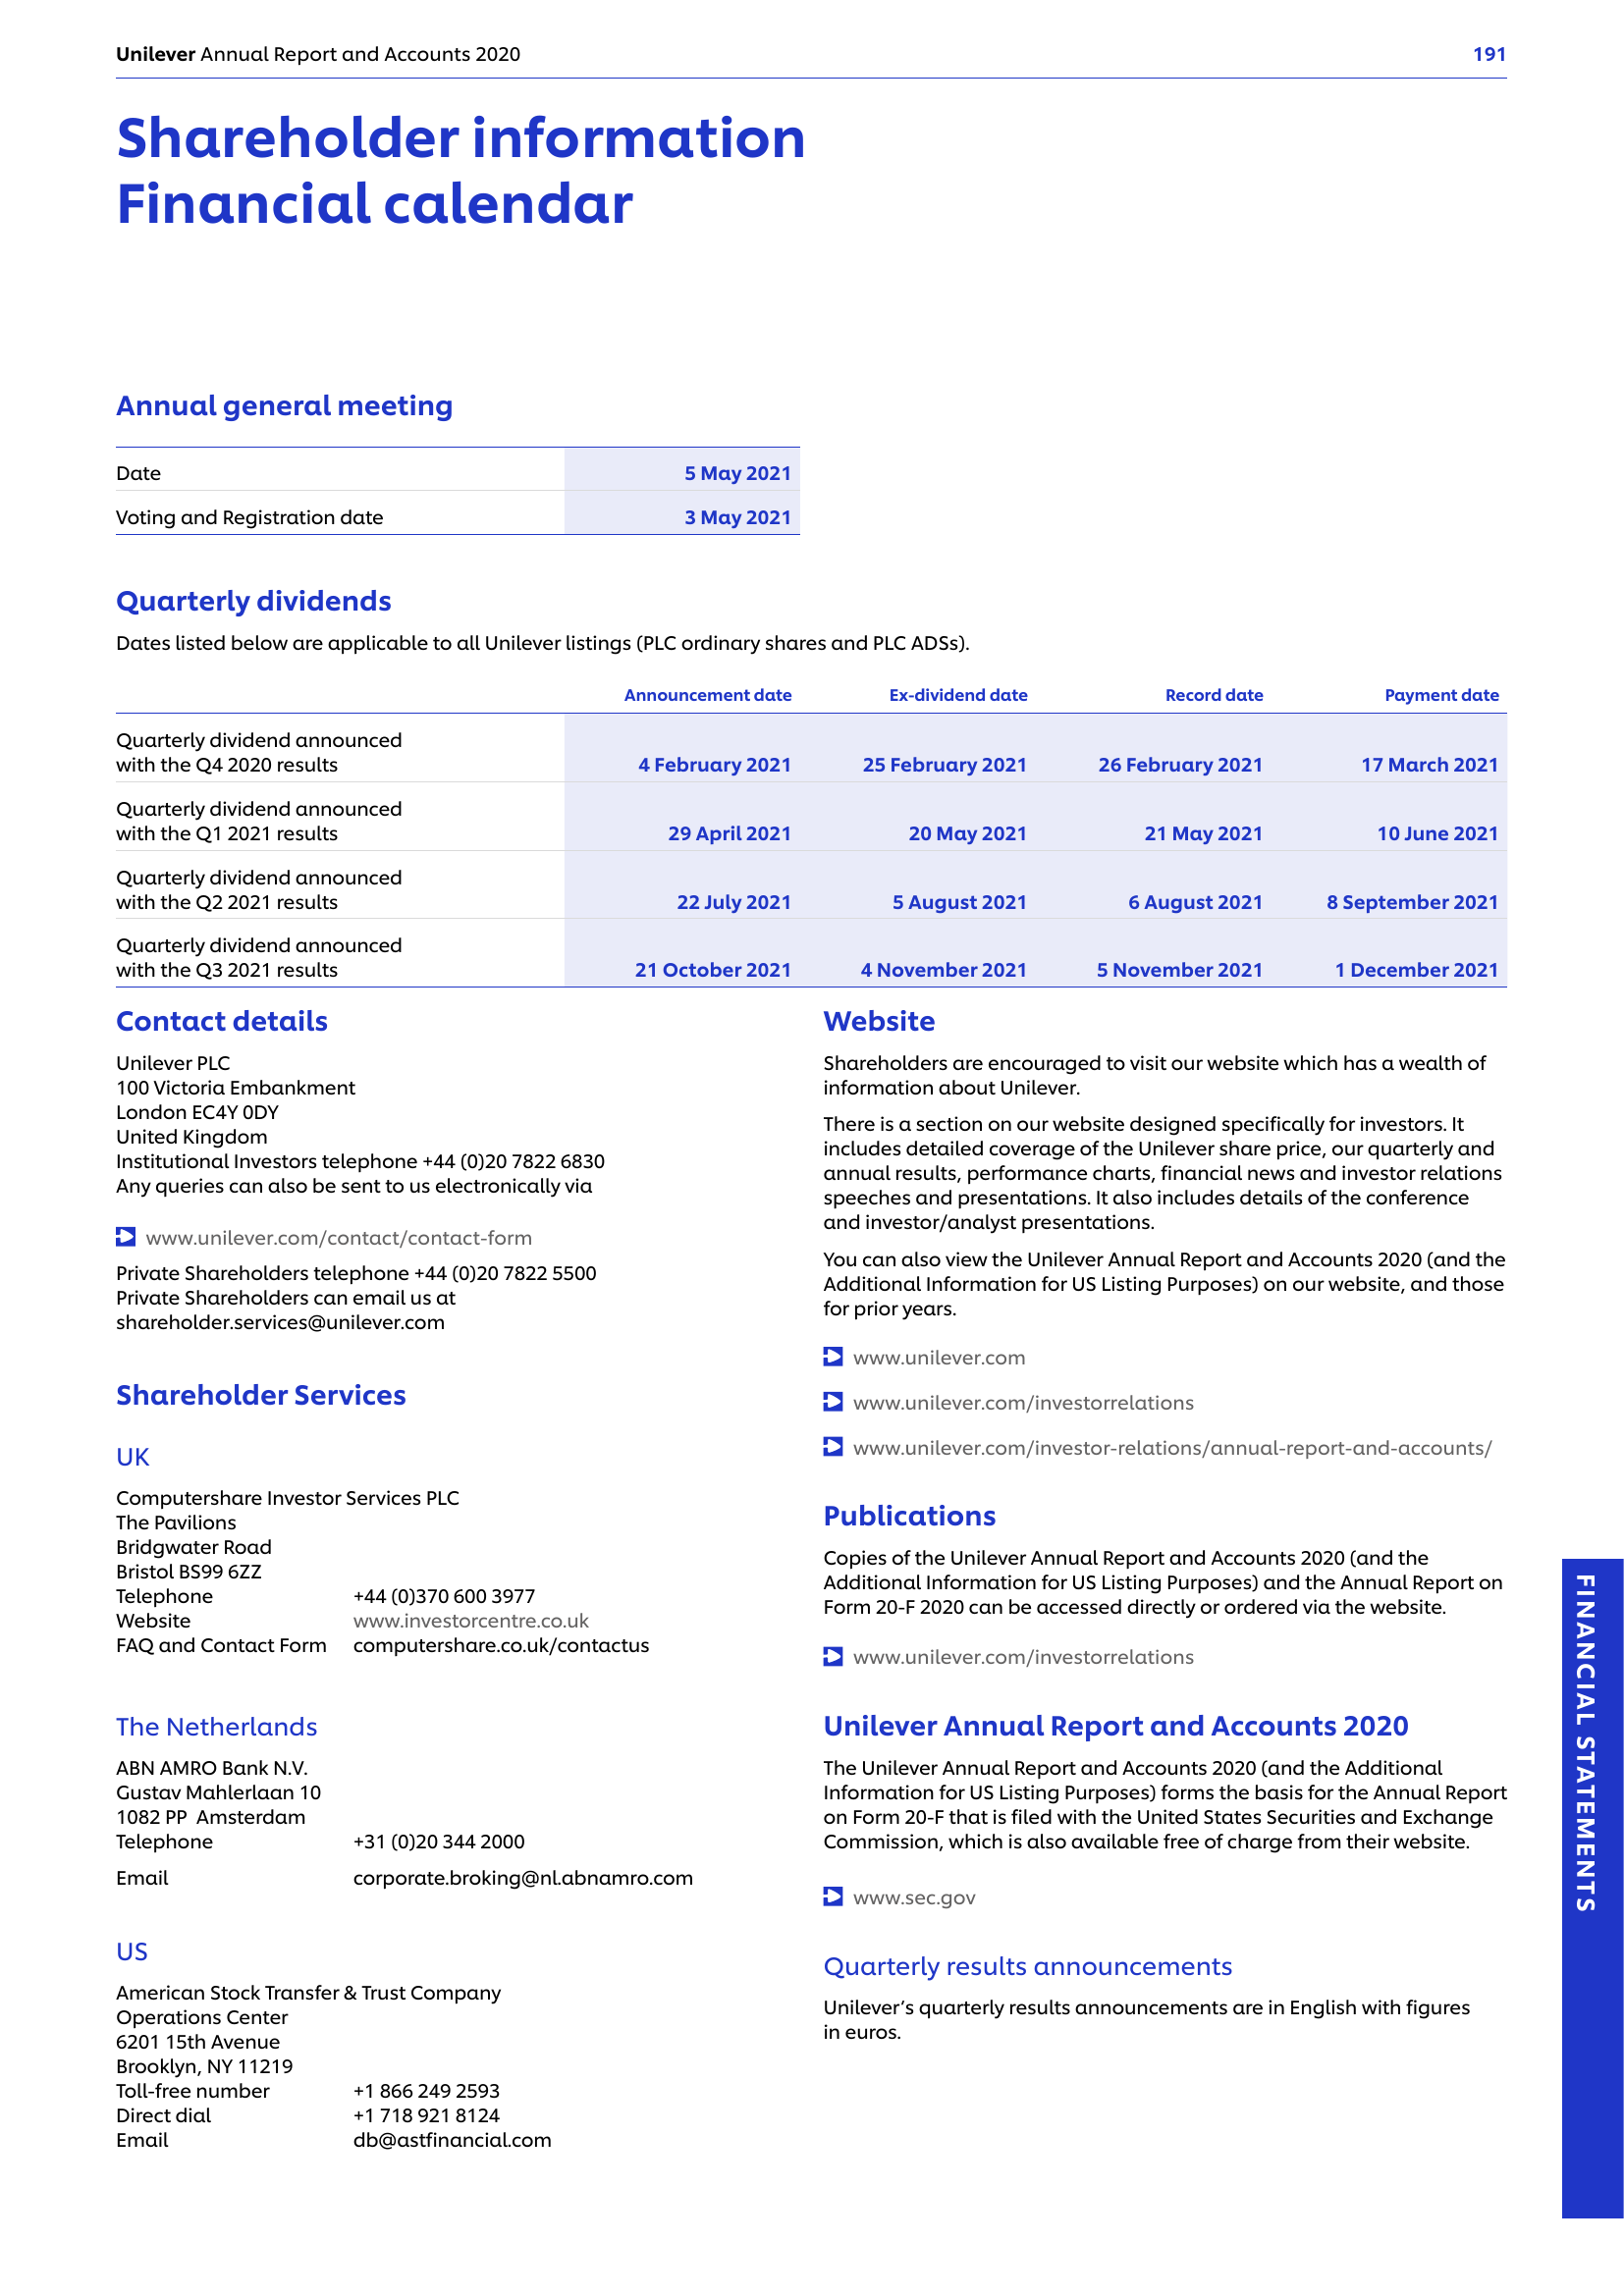 Unilever Annual Report and Accounts 2020 191
Shareholder information
Financial calendar
Annual general meeting
Date 5 May 2021
Voting and Registration date 3 May 2021
Quarterly dividends
Dates listed below are applicable to all Unilever listings (PLC ordinary shares and PLC ADSs).
Announcement date Ex-dividend date Record date Payment date
Quarterly dividend announced
with the Q4 2020 results 4 February 2021 25 February 2021 26 February 2021 17 March 2021
Quarterly dividend announced
with the Q1 2021 results 29 April 2021 20 May 2021 21 May 2021 10 June 2021
Quarterly dividend announced
with the Q2 2021 results 22 July 2021 5 August 2021 6 August 2021 8 September 2021
Quarterly dividend announced
with the Q3 2021 results 21 October 2021 4 November 2021 5 November 2021 1 December 2021
Contact details
Unilever PLC
100 Victoria Embankment
London EC4Y 0DY
United Kingdom
Institutional Investors telephone +44 (0)20 7822 6830
Any queries can also be sent to us electronically via
www.unilever.com/contact/contact-form
Private Shareholders telephone +44 (0)20 7822 5500
Private Shareholders can email us at
shareholder.services@unilever.com
Shareholder Services
UK
Computershare Investor Services PLC
The Pavilions
Bridgwater Road
Bristol BS99 6ZZ
Telephone +44 (0)370 600 3977
Website www.investorcentre.co.uk
FAQ and Contact Form computershare.co.uk/contactus
The Netherlands
ABN AMRO Bank N.V.
Gustav Mahlerlaan 10
1082 PP Amsterdam
Telephone +31 (0)20 344 2000
Email corporate.broking@nl.abnamro.com
US
American Stock Transfer & Trust Company
Operations Center
6201 15th Avenue
Brooklyn, NY 11219
Toll-free number +1 866 249 2593
Direct dial +1 718 921 8124
Email db@astfinancial.com
Website
Shareholders are encouraged to visit our website which has a wealth of
information about Unilever.
There is a section on our website designed specifically for investors. It
includes detailed coverage of the Unilever share price, our quarterly and
annual results, performance charts, financial news and investor relations
speeches and presentations. It also includes details of the conference
and investor/analyst presentations.
You can also view the Unilever Annual Report and Accounts 2020 (and the
Additional Information for US Listing Purposes) on our website, and those
for prior years.
www.unilever.com
www.unilever.com/investorrelations
www.unilever.com/investor-relations/annual-report-and-accounts/
Publications
Copies of the Unilever Annual Report and Accounts 2020 (and the
Additional Information for US Listing Purposes) and the Annual Report on
Form 20-F 2020 can be accessed directly or ordered via the website.
www.unilever.com/investorrelations
Unilever Annual Report and Accounts 2020
The Unilever Annual Report and Accounts 2020 (and the Additional
Information for US Listing Purposes) forms the basis for the Annual Report
on Form 20-F that is filed with the United States Securities and Exchange
Commission, which is also available free of charge from their website.
www.sec.gov
Quarterly results announcements
Unilever’s quarterly results announcements are in English with figures
in euros.
FINANCIAL STATEMENTS